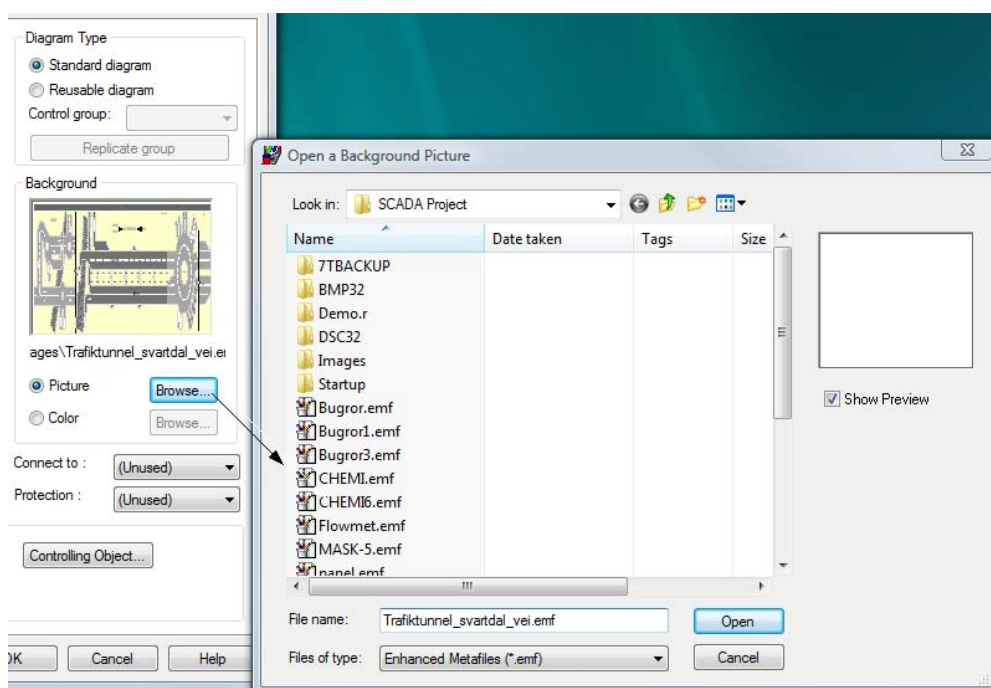 Diagram Type
Standard diagram
Reusable diagram
Control group:
Replicate group
Background
ages\Trafiktunnel_svartdal_vei.er
Picture
Browse...
Color
Browse...
Connect to :
(Unused)
Protection :
(Unused)
Controlling Object...
Cancel
Help
Open a Background Picture
Look in:
SCADA Project
Name
Date taken
Tags
Size
7TBACKUP
BMP32
Demo.r
DSC32
Images
Startup
Bugror.emf
Bugror1.emf
Bugror3.emf
CHEMI.emf
CHEMI6.emf
Flowmet.emf
MASK-5.emf
panel.emf
Show Preview
File name:
Trafiktunnel_svartdal_vei.emf
Open
Files of type:
Enhanced Metafiles (*.emf)
Cancel